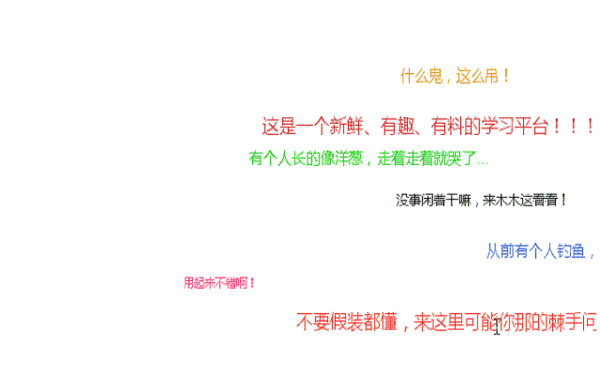 什么鬼，这么吊！
这是一个新鲜、有趣、有料的学习平台！！！
有个人长的像洋葱，走着走着就哭了...
没事闲着干嘛，来木木这看看！
从前有个人钓鱼，
用起来不错啊！
不要假装都懂，来这里可能你那的棘手问